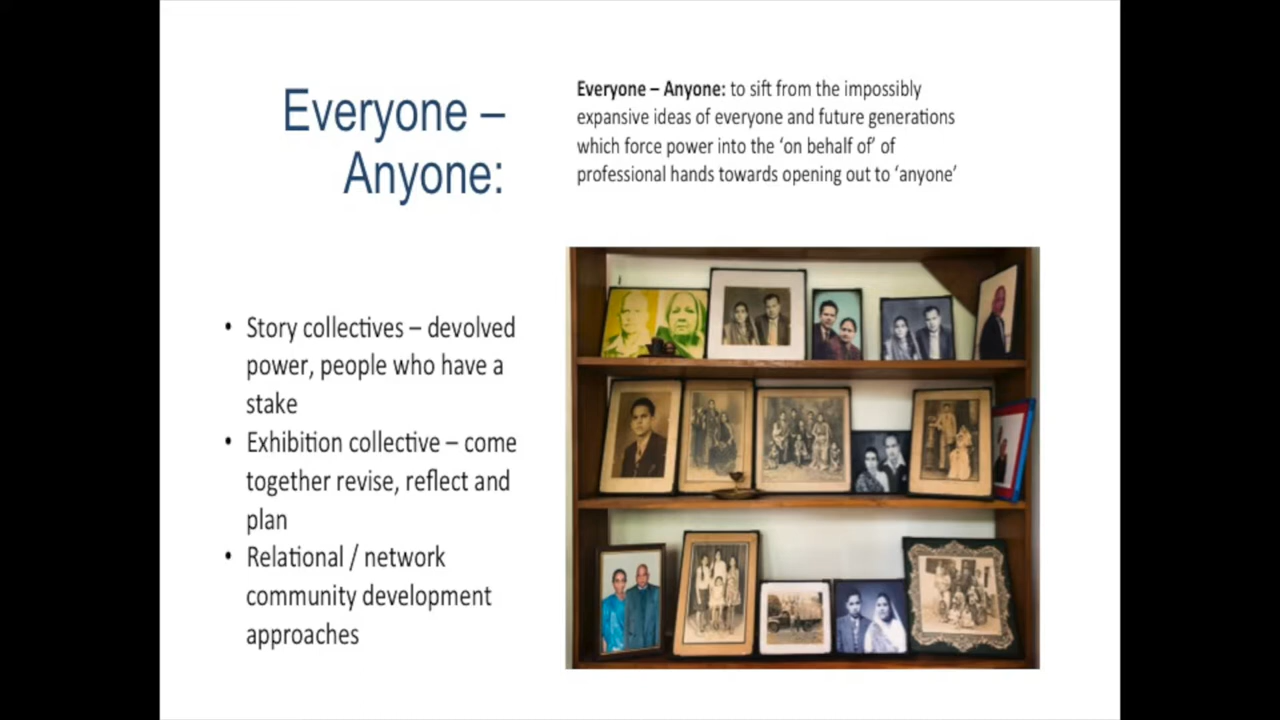 Everyone –
Anyone:
Everyone – Anyone: to sift from the impossibly
expansive ideas of everyone and future generations
which force power into the ‘on behalf of’ of
professional hands towards opening out to ‘anyone’
• Story collectives – devolved
power, people who have a
stake
• Exhibition collective – come
together revise, reflect and
plan
• Relational / network
community development
approaches